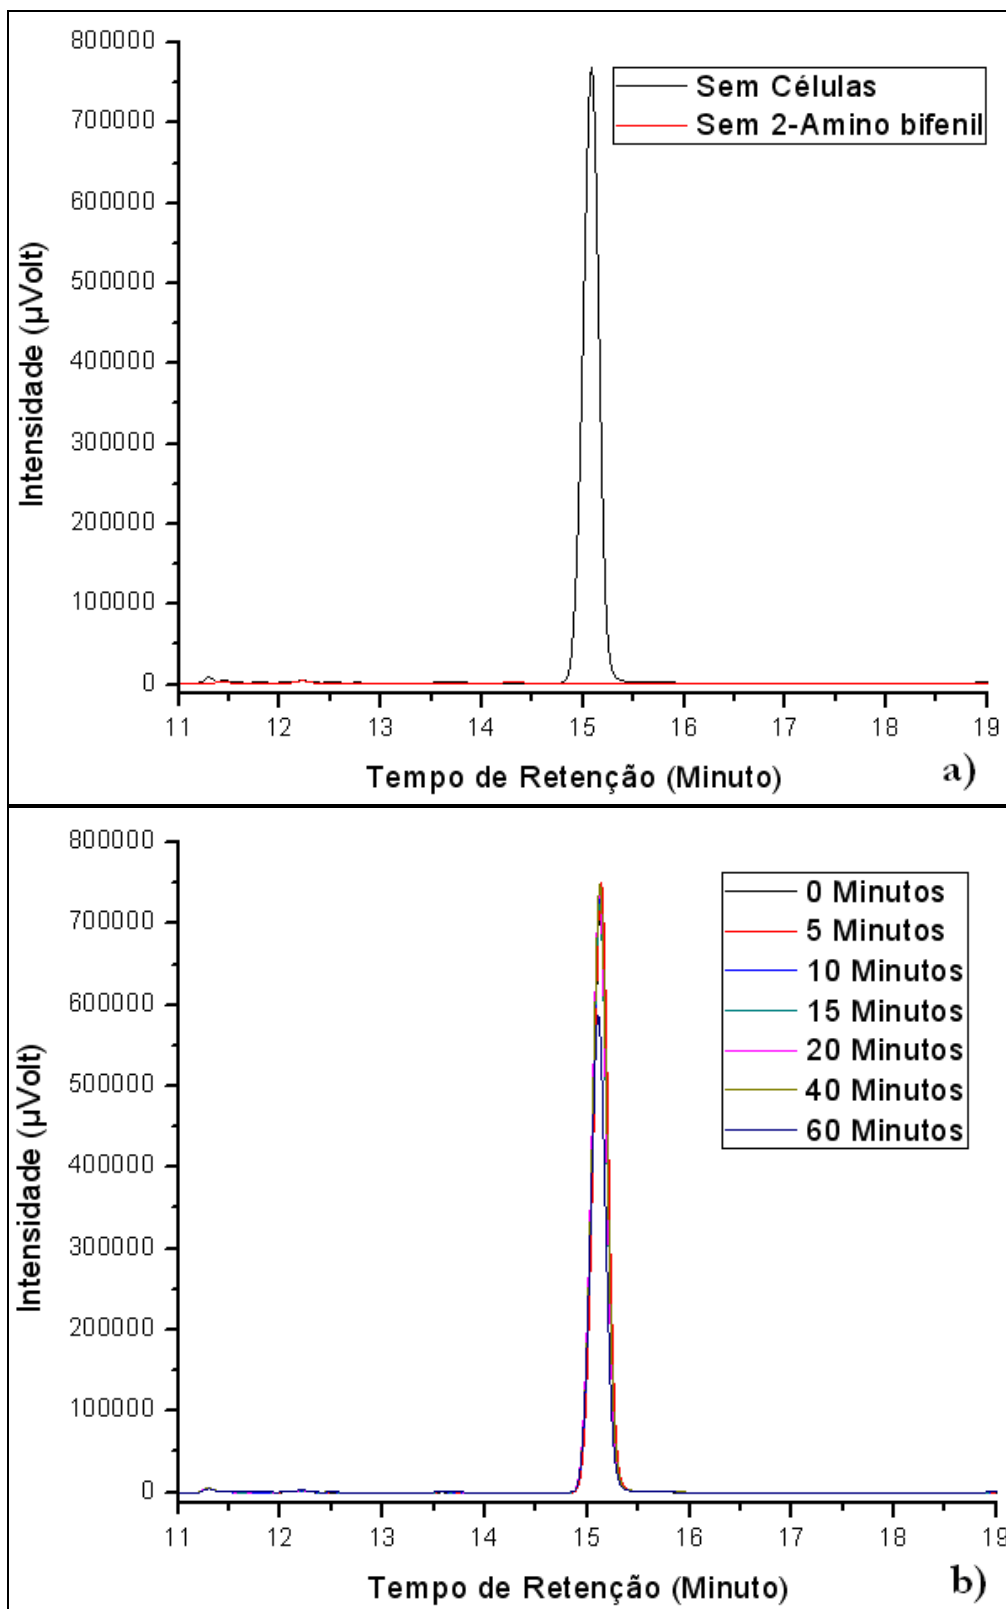 800000
700000
600000
500000
400000
300000
200000
100000
0
Intensidade (µVolt)
Sem Células
Sem 2-Amino bifenil
11 12 13 14 15 16 17 18 19
Tempo de Retenção (Minuto)
a)
800000
700000
600000
500000
400000
300000
200000
100000
0
Intensidade (µVolt)
0 Minutos
5 Minutos
10 Minutos
15 Minutos
20 Minutos
40 Minutos
60 Minutos
11 12 13 14 15 16 17 18 19
Tempo de Retenção (Minuto)
b)